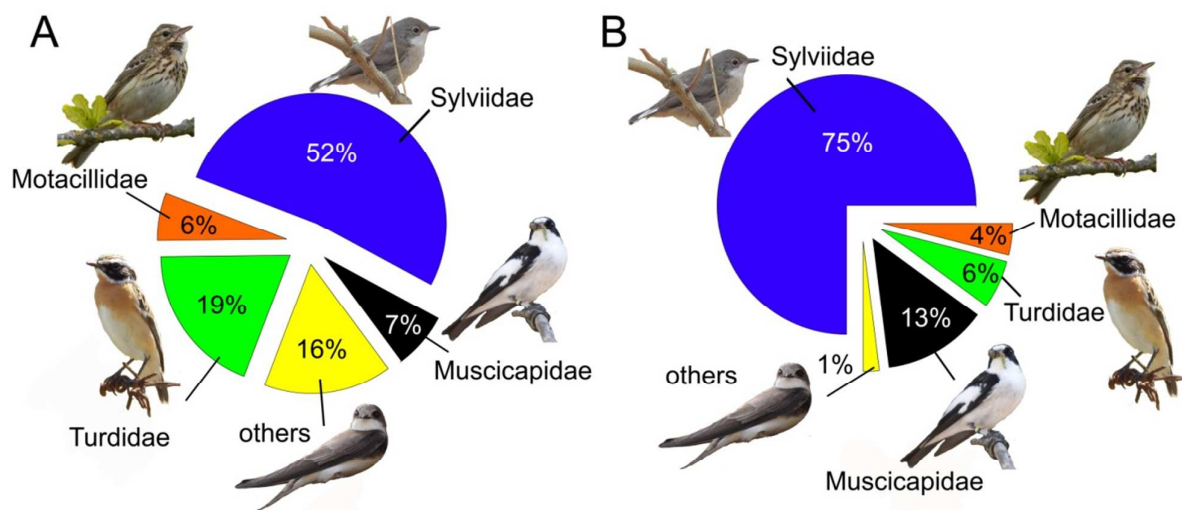 A
Sylviidae
52%
Motacillidae
6%
19%
16%
7%
Muscicapidae
others
Turdidae
B
Sylviidae
75%
Motacillidae
4%
6%
Turdidae
13%
1%
others
Muscicapidae